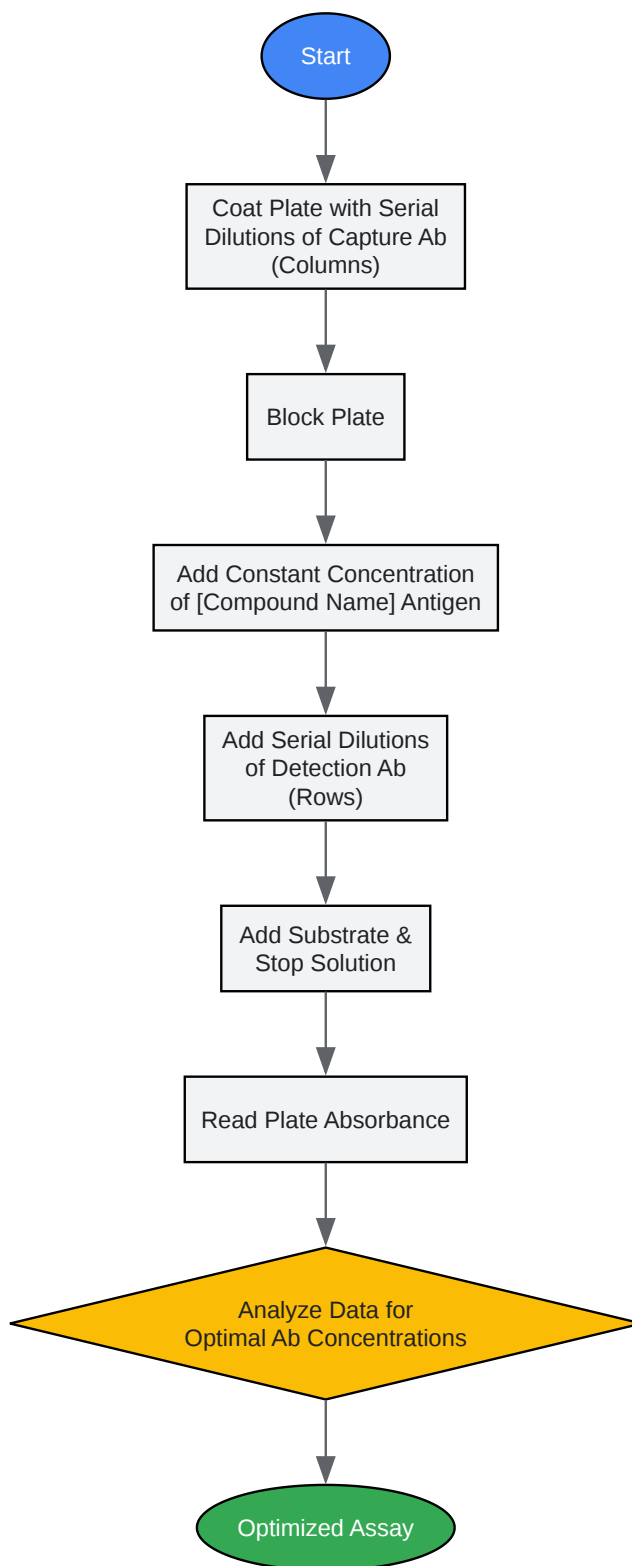 Start
Coat Plate with Serial
Dilutions of Capture Ab
(Columns)
Block Plate
Add Constant Concentration
of [Compound Name] Antigen
Add Serial Dilutions
of Detection Ab
(Rows)
Add Substrate &
Stop Solution
Read Plate Absorbance
Analyze Data for
Optimal Ab Concentrations
Optimized Assay